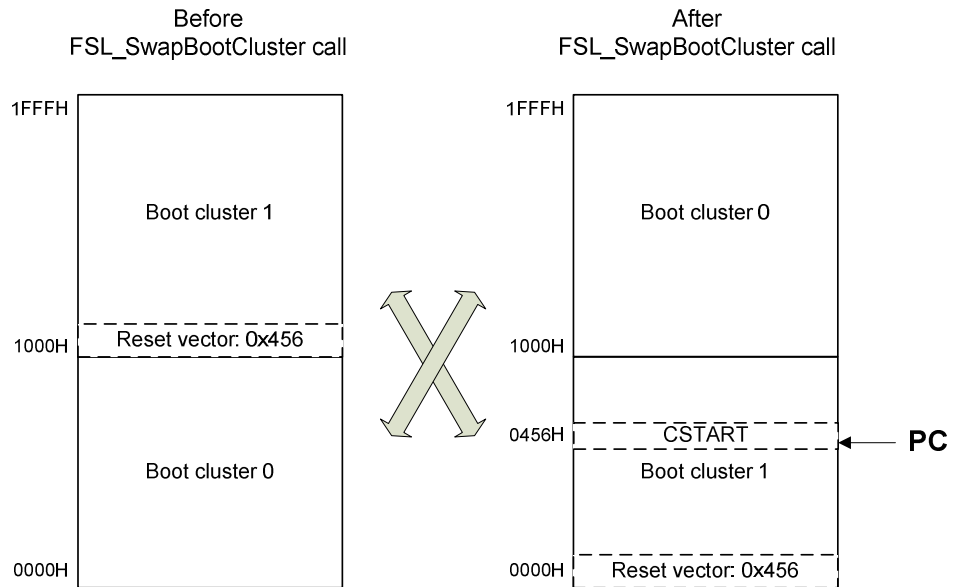 Before
FSL_SwapBootCluster call
1FFFH
Boot cluster 1
Reset vector: 0x456
1000H
Boot cluster 0
0000H
After
FSL_SwapBootCluster call
1FFFH
Boot cluster 0
1000H
0456H
CSTART
PC
Boot cluster 1
0000H
Reset vector: 0x456